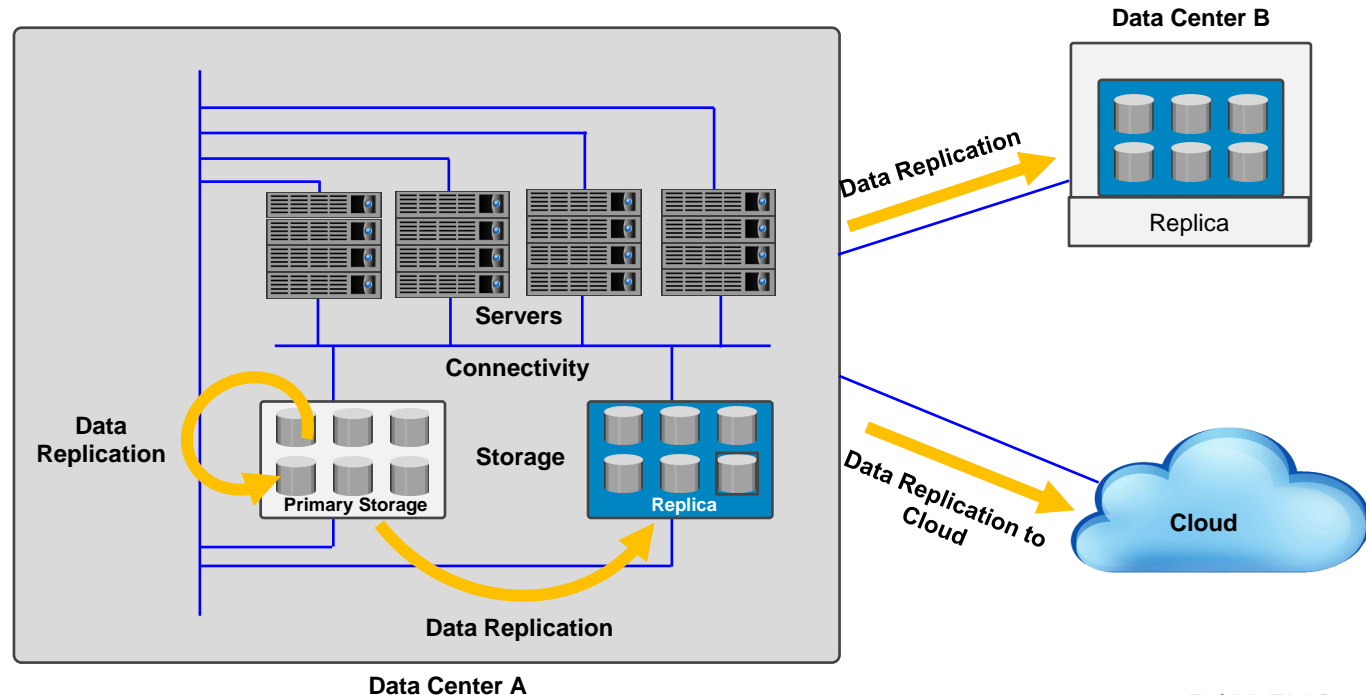 Data Center B
Data Replication
Replica
Servers
Connectivity
Data
Replication
Storage
Primary Storage
Replica
Data Replication to
Cloud
Cloud
Data Replication
Data Center A